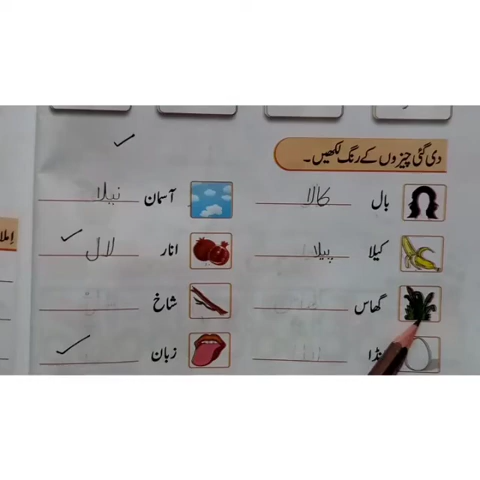 دی گئی چیزوں کے رنگ لکھیں۔
بال کالا
آسمان نیلا
کیلا پیلا
انار لال
گھاس
شاخ
زبان